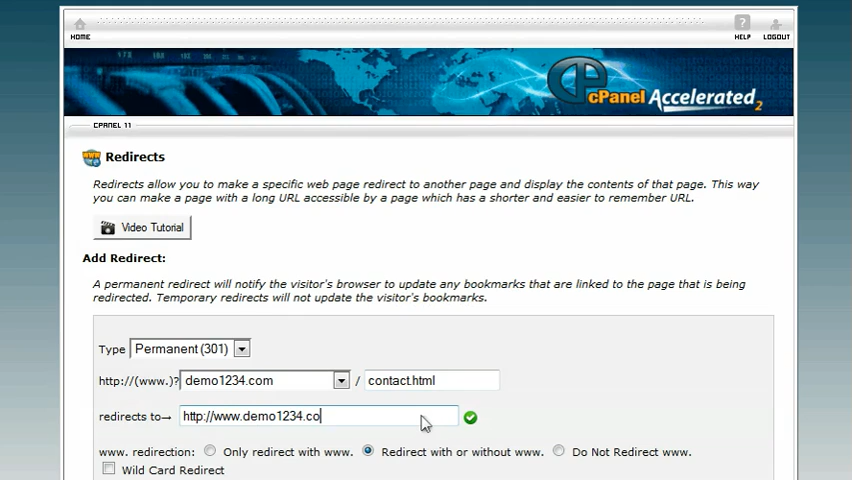 HOME
HELP
LOGOUT
cPanel Accelerated 2
CPANEL 11
WWW
Redirects
Redirects allow you to make a specific web page redirect to another page and display the contents of that page. This way
you can make a page with a long URL accessible by a page which has a shorter and easier to remember URL.
Video Tutorial
Add Redirect:
A permanent redirect will notify the visitor's browser to update any bookmarks that are linked to the page that is being
redirected. Temporary redirects will not update the visitor's bookmarks.
Type Permanent (301)
http://(www.)? demo1234.com / contact.html
redirects to→ http://www.demo1234.co
www. redirection: Only redirect with www. Redirect with or without www. Do Not Redirect www.
Wild Card Redirect